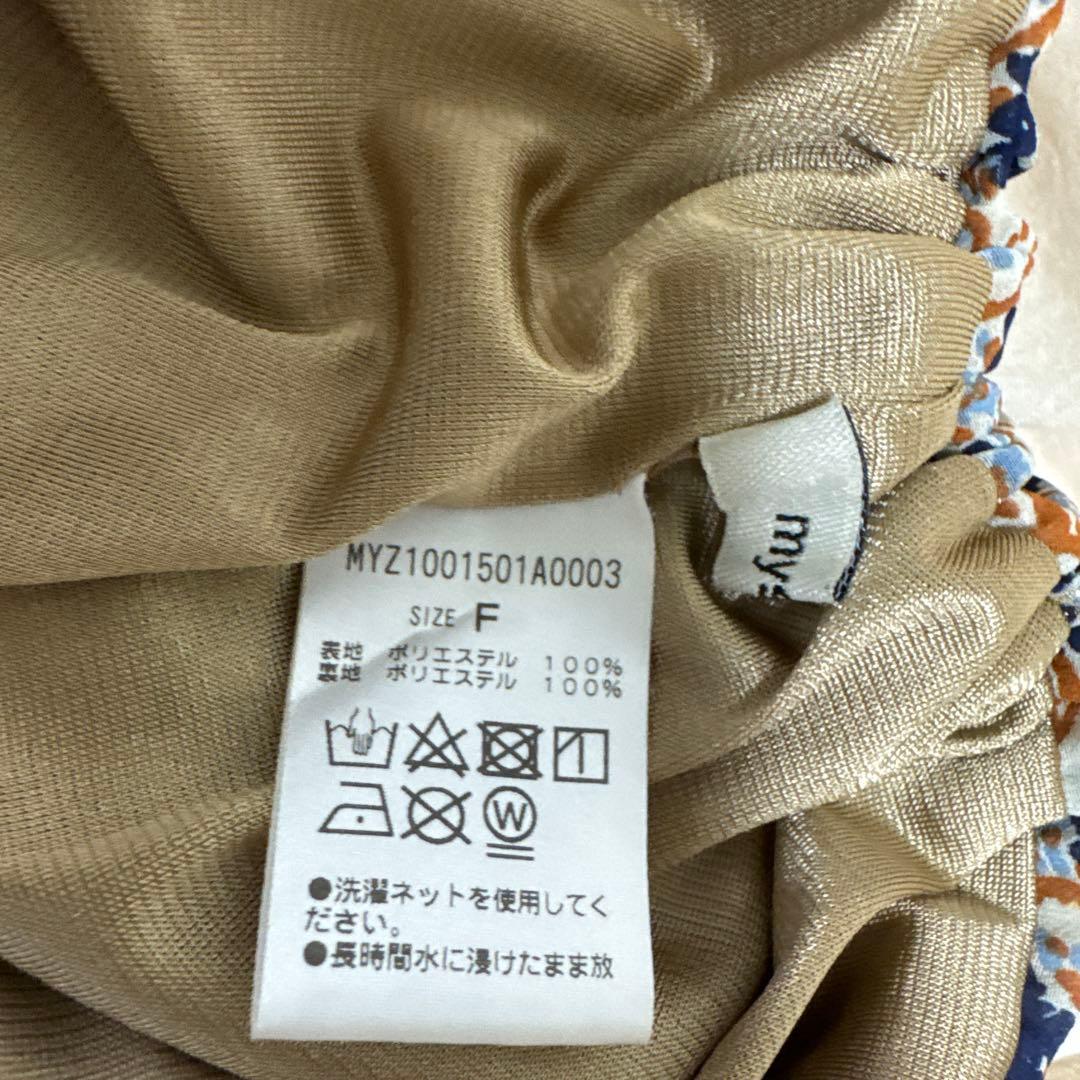 MYZ1001501A0003
SIZE F
表地 ポリエステル 100%
裏地 ポリエステル 100%
W
●洗濯ネットを使用してく
ださい。
●長時間水に浸けたまま放